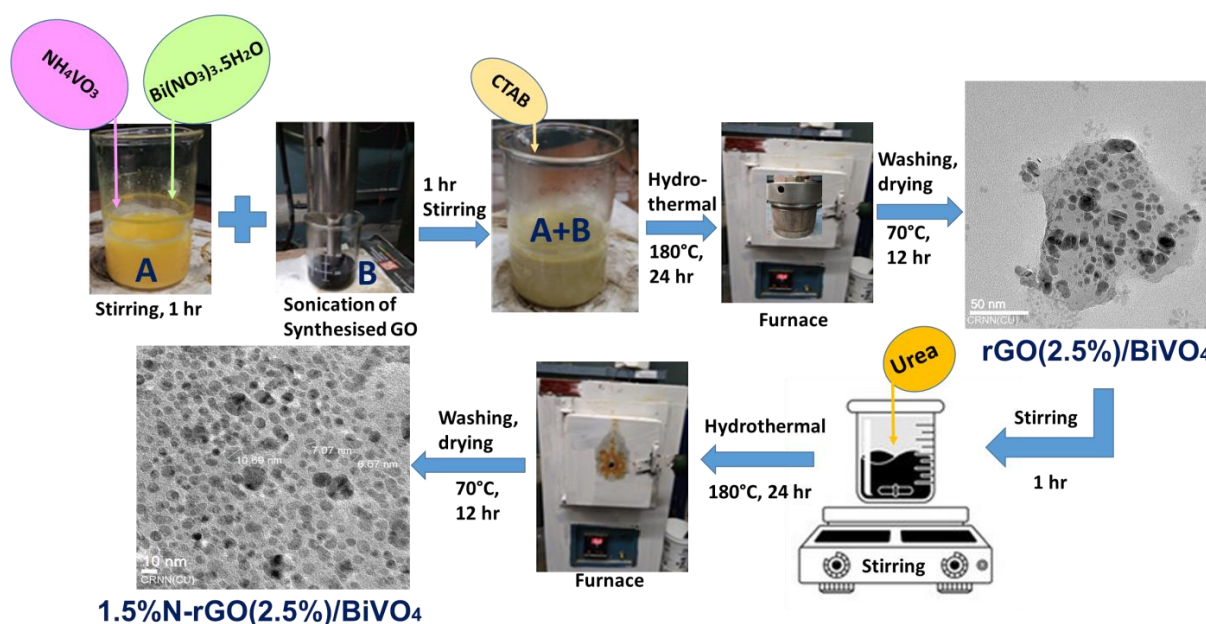 NH₄VO₃
Bi(NO₃)₃.5H₂O
A
Stirring, 1 hr
B
Sonication of
Synthesised GO
1 hr
Stirring
CTAB
A+B
Hydro-
thermal
180°C,
24 hr
Furnace
Washing,
drying
70°C,
12 hr
50 nm
CRNN(CU)
rGO(2.5%)/BiVO₄
Stirring
1 hr
Urea
Stirring
Hydrothermal
180°C, 24 hr
Furnace
Washing,
drying
70°C,
12 hr
10.69 nm
7.07 nm
6.67 nm
10 nm
CRNN(CU)
1.5%N-rGO(2.5%)/BiVO₄